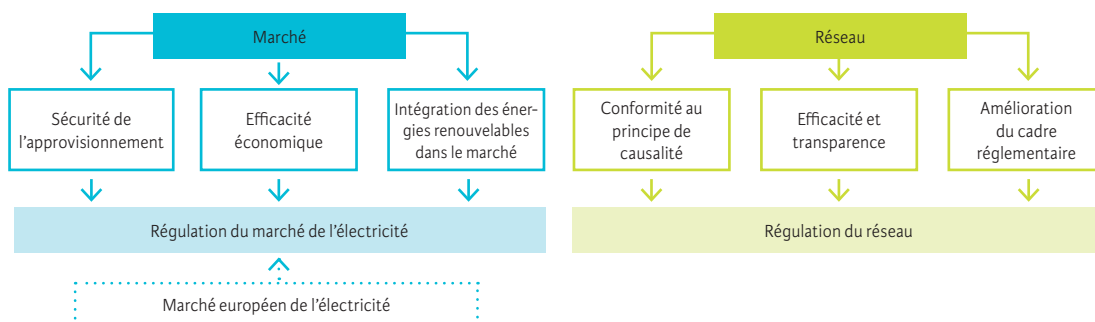 Marché
Sécurité de
l’approvisionnement
Efficacité
économique
Intégration des éner-
gies renouvelables
dans le marché
Régulation du marché de l’électricité
Marché européen de l’électricité
Réseau
Conformité au
principe de
causalité
Efficacité et
transparence
Amélioration
du cadre
réglementaire
Régulation du réseau